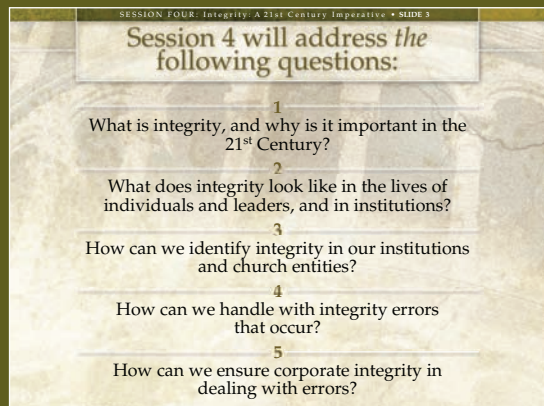 SESSION FOUR: Integrity: A 21st Century Imperative • SLIDE 3
Session 4 will address the
following questions:
1
What is integrity, and why is it important in the
21st Century?
2
What does integrity look like in the lives of
individuals and leaders, and in institutions?
3
How can we identify integrity in our institutions
and church entities?
4
How can we handle with integrity errors
that occur?
5
How can we ensure corporate integrity in
dealing with errors?